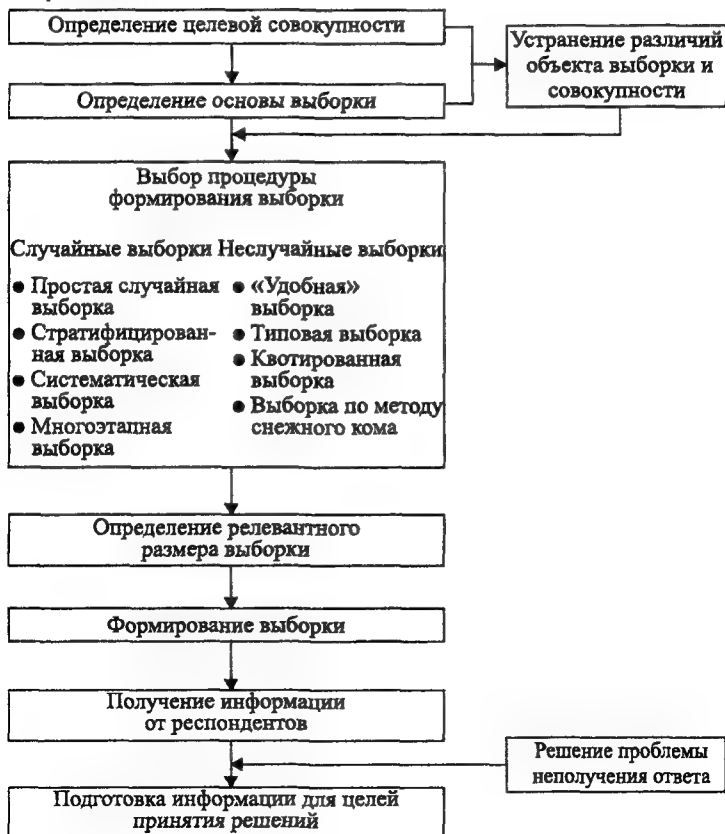 Определение целевой совокупности
Устранение различий
объекта выборки и
совокупности
Определение основы выборки
Выбор процедуры
формирования выборки
Случайные выборки
● Простая случайная
выборка
● Стратифицирован-
ная выборка
● Систематическая
выборка
● Многоэтапная
выборка
Неслучайные выборки
● «Удобная»
выборка
● Типовая выборка
● Квотированная
выборка
● Выборка по методу
снежного кома
Определение релевантного
размера выборки
Формирование выборки
Получение информации
от респондентов
Решение проблемы
неполучения ответа
Подготовка информации для целей
принятия решений